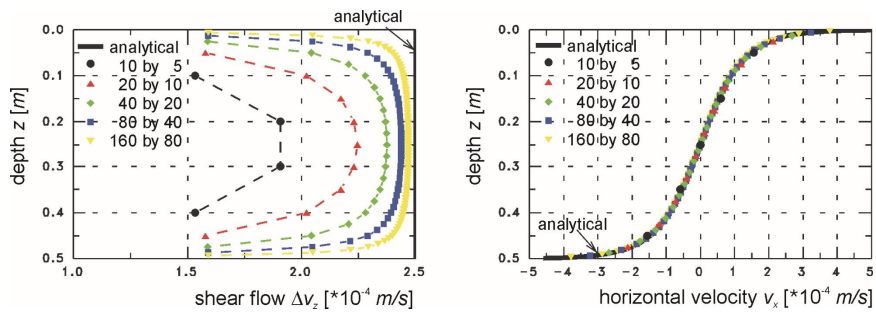 analytical
0.0
0.1
0.2
0.3
0.4
0.5
depth z [m]
analytical
10 by 5
20 by 10
40 by 20
80 by 40
160 by 80
1.0
1.5
2.0
2.5
shear flow Δvz [*10-4 m/s]
0.0
0.1
0.2
0.3
0.4
0.5
depth z [m]
analytical
10 by 5
20 by 10
40 by 20
80 by 40
160 by 80
analytical
-5
-4
-3
-2
-1
0
1
2
3
4
5
horizontal velocity vx [*10-4 m/s]